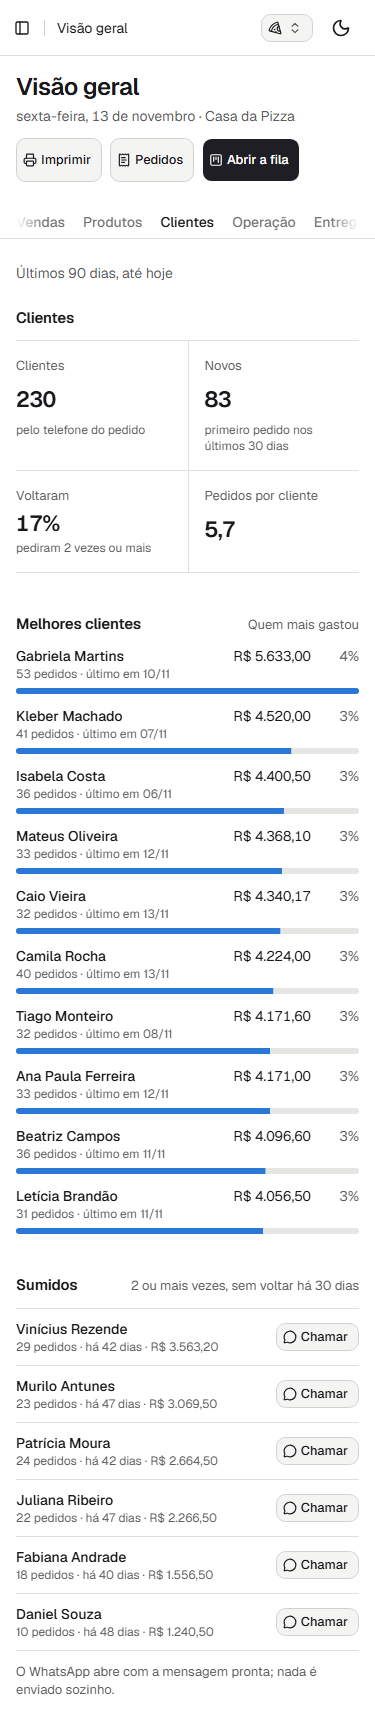 Visão geral
Visão geral
sexta-feira, 13 de novembro · Casa da Pizza
Imprimir
Pedidos
Abrir a fila
Vendas
Produtos
Clientes
Operação
Entreg
Últimos 90 dias, até hoje
Clientes
Clientes
230
pelo telefone do pedido
Novos
83
primeiro pedido nos
últimos 30 dias
Voltaram
17%
pediram 2 vezes ou mais
Pedidos por cliente
5,7
Melhores clientes
Quem mais gastou
Gabriela Martins R$ 5.633,00 4%
53 pedidos · último em 10/11
Kleber Machado R$ 4.520,00 3%
41 pedidos · último em 07/11
Isabela Costa R$ 4.400,50 3%
36 pedidos · último em 06/11
Mateus Oliveira R$ 4.368,10 3%
33 pedidos · último em 12/11
Caio Vieira R$ 4.340,17 3%
32 pedidos · último em 13/11
Camila Rocha R$ 4.224,00 3%
40 pedidos · último em 13/11
Tiago Monteiro R$ 4.171,60 3%
32 pedidos · último em 08/11
Ana Paula Ferreira R$ 4.171,00 3%
33 pedidos · último em 12/11
Beatriz Campos R$ 4.096,60 3%
36 pedidos · último em 11/11
Letícia Brandão R$ 4.056,50 3%
31 pedidos · último em 11/11
Sumidos
2 ou mais vezes, sem voltar há 30 dias
Vinícius Rezende
29 pedidos · há 42 dias · R$ 3.563,20
Chamar
Murilo Antunes
23 pedidos · há 47 dias · R$ 3.069,50
Chamar
Patrícia Moura
24 pedidos · há 42 dias · R$ 2.664,50
Chamar
Juliana Ribeiro
22 pedidos · há 47 dias · R$ 2.266,50
Chamar
Fabiana Andrade
18 pedidos · há 40 dias · R$ 1.556,50
Chamar
Daniel Souza
10 pedidos · há 48 dias · R$ 1.240,50
Chamar
O WhatsApp abre com a mensagem pronta; nada é
enviado sozinho.